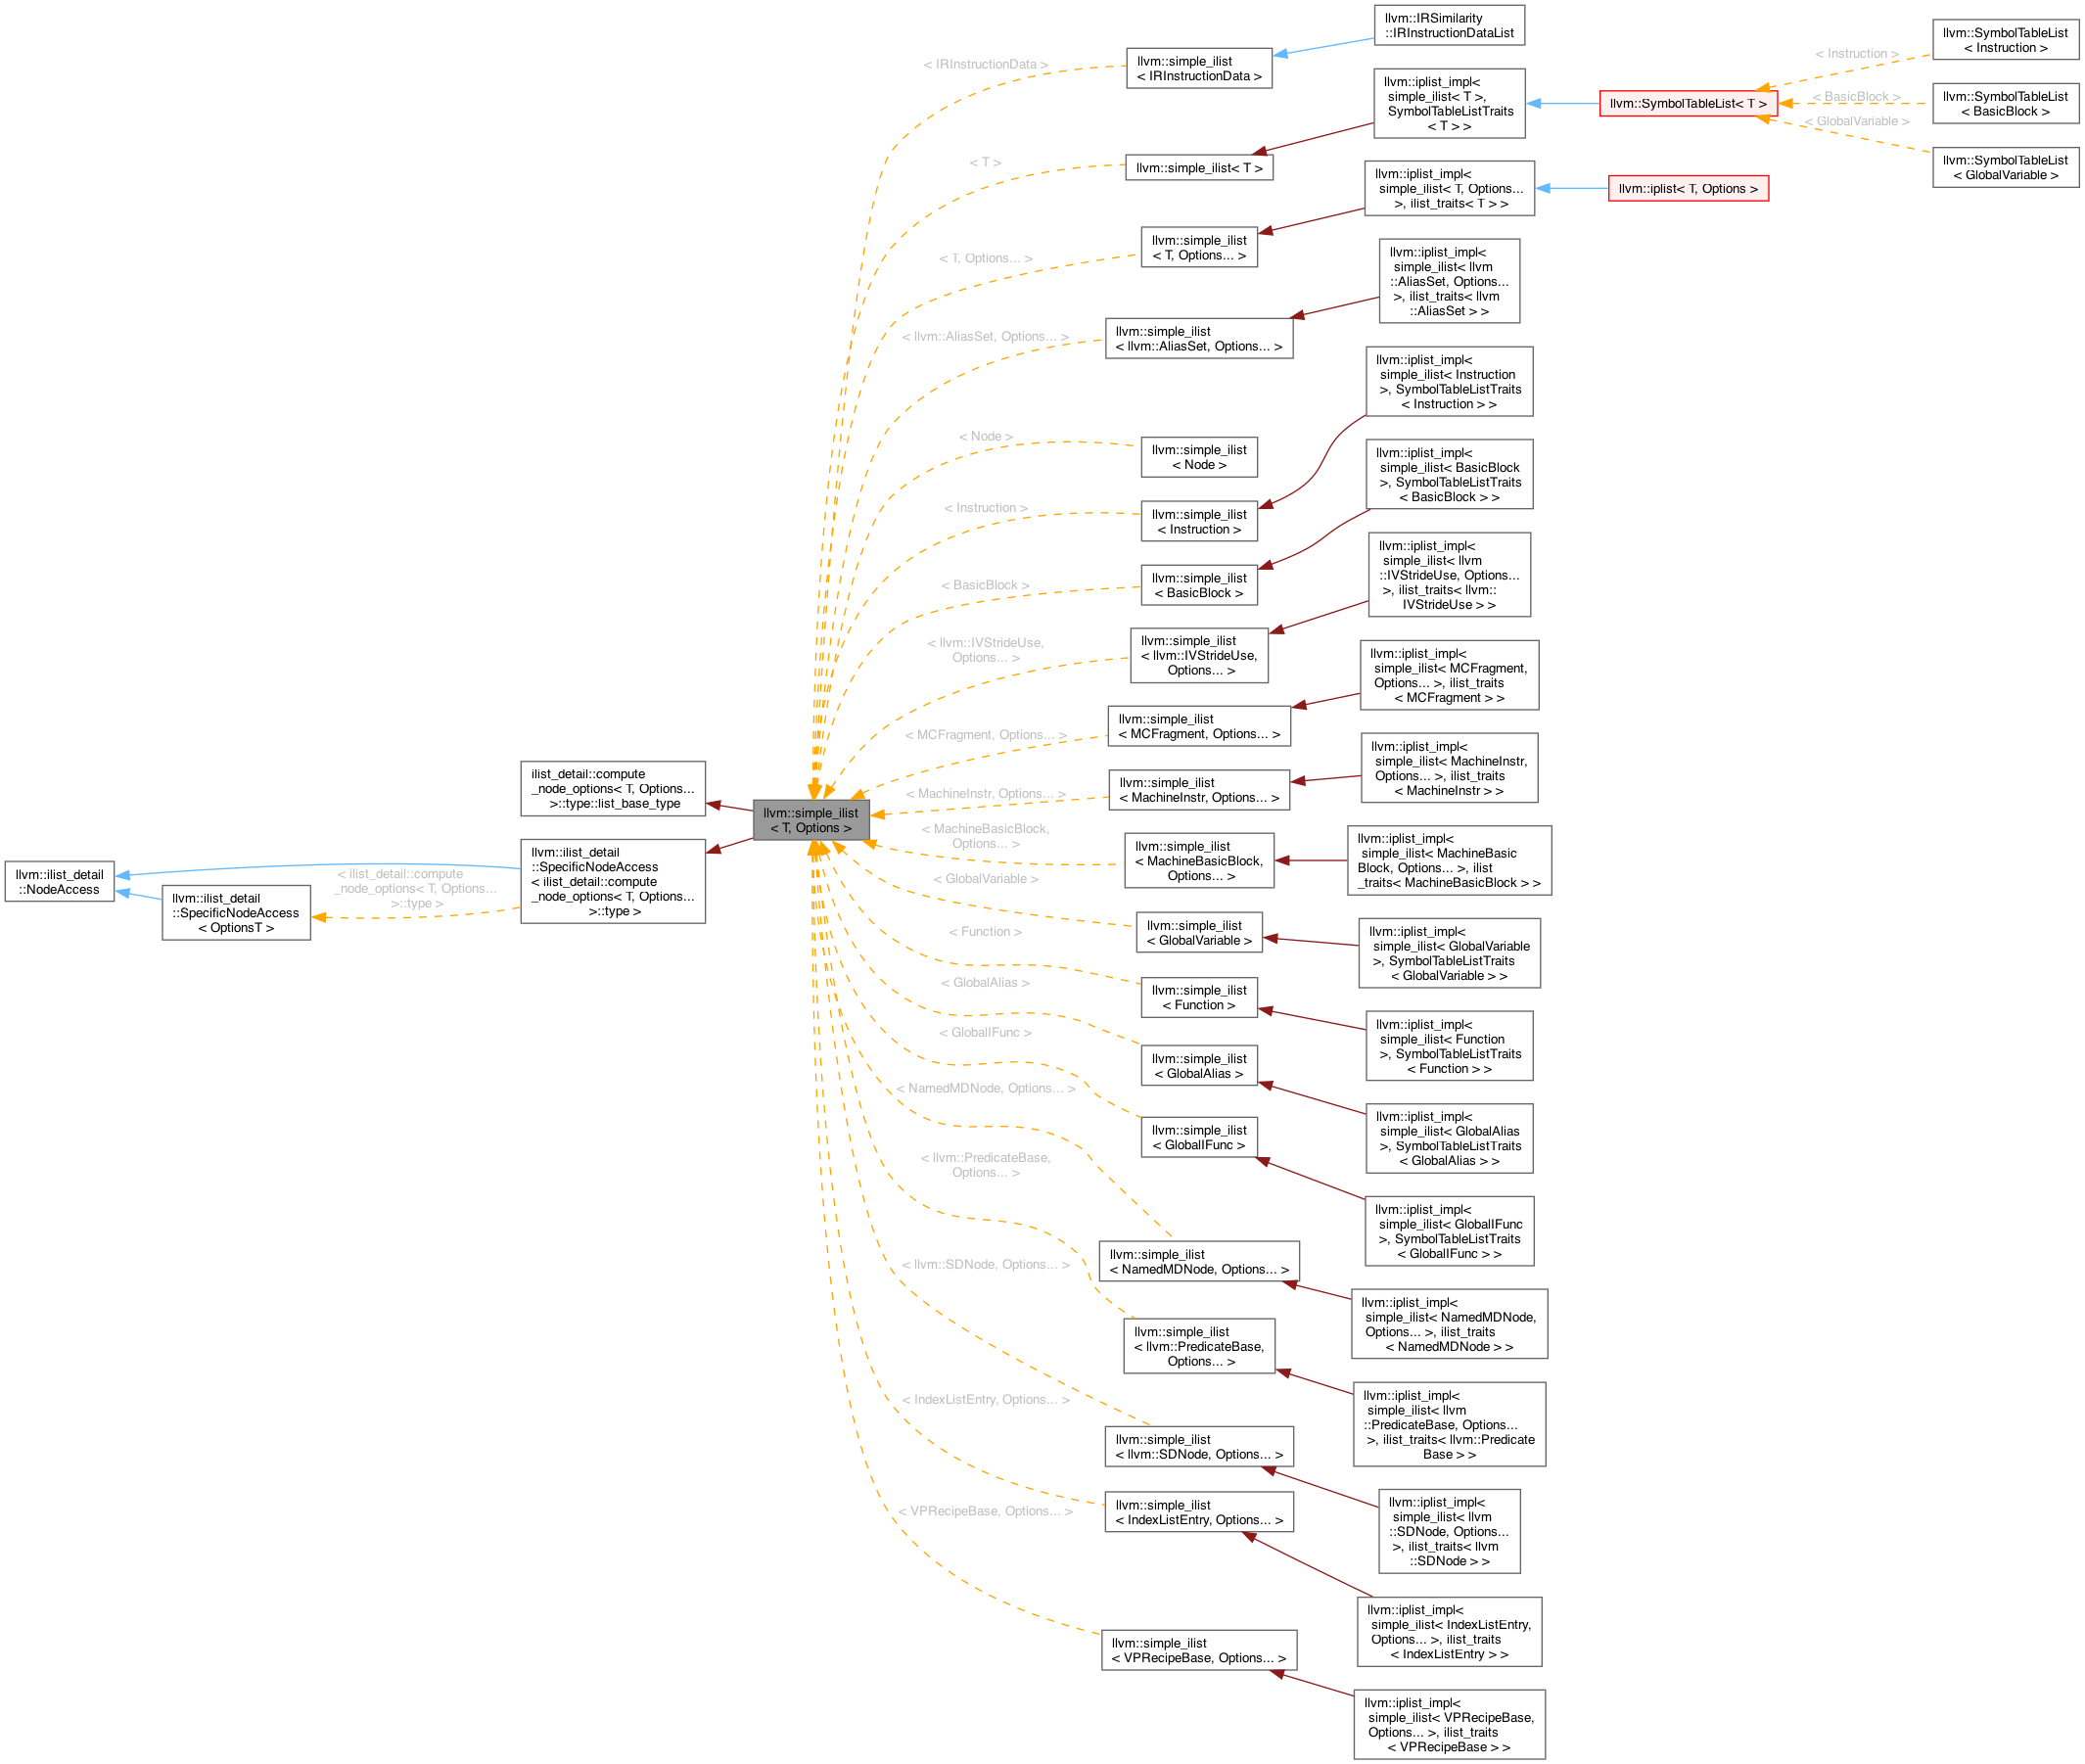 llvm::ilist_detail
::NodeAccess
llvm::ilist_detail
::SpecificNodeAccess
< OptionsT >
< ilist_detail::compute
_node_options< T, Options...
>::type >
ilist_detail::compute
_node_options< T, Options...
>::type::list_base_type
llvm::ilist_detail
::SpecificNodeAccess
< ilist_detail::compute
_node_options< T, Options...
>::type >
llvm::simple_ilist
< T, Options >
< IRInstructionData >
< T >
< T, Options... >
< llvm::AliasSet, Options... >
< Node >
< Instruction >
< BasicBlock >
< llvm::IVStrideUse,
Options... >
< MCFragment, Options... >
< MachineInstr, Options... >
< MachineBasicBlock,
Options... >
< GlobalVariable >
< Function >
< GlobalAlias >
< GlobalIFunc >
< NamedMDNode, Options... >
< llvm::PredicateBase,
Options... >
< llvm::SDNode, Options... >
< IndexListEntry, Options... >
< VPRecipeBase, Options... >
llvm::simple_ilist
< IRInstructionData >
llvm::simple_ilist< T >
llvm::simple_ilist
< T, Options... >
llvm::simple_ilist
< llvm::AliasSet, Options... >
llvm::simple_ilist
< Node >
llvm::simple_ilist
< Instruction >
llvm::simple_ilist
< BasicBlock >
llvm::simple_ilist
< llvm::IVStrideUse,
Options... >
llvm::simple_ilist
< MCFragment, Options... >
llvm::simple_ilist
< MachineInstr, Options... >
llvm::simple_ilist
< MachineBasicBlock,
Options... >
llvm::simple_ilist
< GlobalVariable >
llvm::simple_ilist
< Function >
llvm::simple_ilist
< GlobalAlias >
llvm::simple_ilist
< GlobalIFunc >
llvm::simple_ilist
< NamedMDNode, Options... >
llvm::simple_ilist
< llvm::PredicateBase,
Options... >
llvm::simple_ilist
< llvm::SDNode, Options... >
llvm::simple_ilist
< IndexListEntry, Options... >
llvm::simple_ilist
< VPRecipeBase, Options... >
llvm::IRSimilarity
::IRInstructionDataList
llvm::iplist_impl<
simple_ilist< T >,
SymbolTableListTraits
< T > >
llvm::iplist_impl<
simple_ilist< T, Options...
>, ilist_traits< T > >
llvm::iplist_impl<
simple_ilist< llvm
::AliasSet, Options...
>, ilist_traits< llvm
::AliasSet > >
llvm::iplist_impl<
simple_ilist< Instruction
>, SymbolTableListTraits
< Instruction > >
llvm::iplist_impl<
simple_ilist< BasicBlock
>, SymbolTableListTraits
< BasicBlock > >
llvm::iplist_impl<
simple_ilist< llvm
::IVStrideUse, Options...
>, ilist_traits< llvm::
IVStrideUse > >
llvm::iplist_impl<
simple_ilist< MCFragment,
Options... >, ilist_traits
< MCFragment > >
llvm::iplist_impl<
simple_ilist< MachineInstr,
Options... >, ilist_traits
< MachineInstr > >
llvm::iplist_impl<
simple_ilist< MachineBasic
Block, Options... >, ilist
_traits< MachineBasicBlock > >
llvm::iplist_impl<
simple_ilist< GlobalVariable
>, SymbolTableListTraits
< GlobalVariable > >
llvm::iplist_impl<
simple_ilist< Function
>, SymbolTableListTraits
< Function > >
llvm::iplist_impl<
simple_ilist< GlobalAlias
>, SymbolTableListTraits
< GlobalAlias > >
llvm::iplist_impl<
simple_ilist< GlobalIFunc
>, SymbolTableListTraits
< GlobalIFunc > >
llvm::iplist_impl<
simple_ilist< NamedMDNode,
Options... >, ilist_traits
< NamedMDNode > >
llvm::iplist_impl<
simple_ilist< llvm
::PredicateBase, Options...
>, ilist_traits< llvm::Predicate
Base > >
llvm::iplist_impl<
simple_ilist< llvm
::SDNode, Options...
>, ilist_traits< llvm
::SDNode > >
llvm::iplist_impl<
simple_ilist< IndexListEntry,
Options... >, ilist_traits
< IndexListEntry > >
llvm::iplist_impl<
simple_ilist< VPRecipeBase,
Options... >, ilist_traits
< VPRecipeBase > >
llvm::SymbolTableList< T >
llvm::iplist< T, Options >
< Instruction >
< BasicBlock >
< GlobalVariable >
llvm::SymbolTableList
< Instruction >
llvm::SymbolTableList
< BasicBlock >
llvm::SymbolTableList
< GlobalVariable >